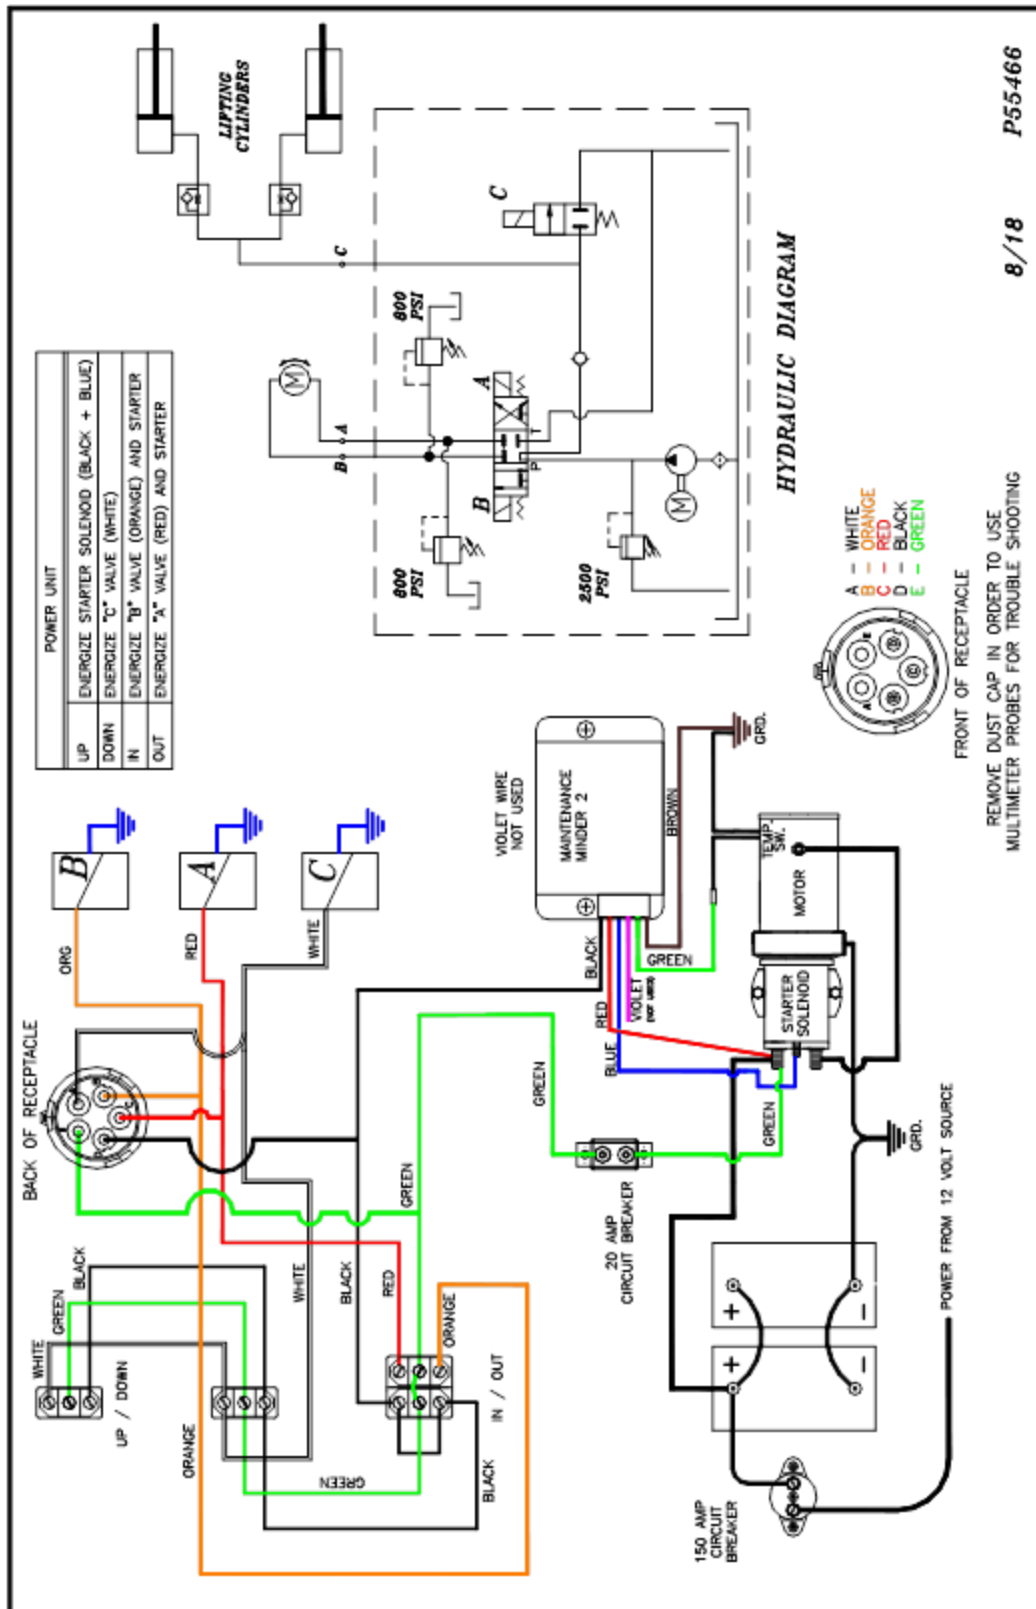 P55466
8/18
LIFTING
CYLINDERS
C
C
800
PSI
M
A
B
A
B
T
P
800
PSI
2500
PSI
M
HYDRAULIC DIAGRAM
POWER UNIT
UP ENERGIZE STARTER SOLENOID (BLACK + BLUE)
DOWN ENERGIZE "C" VALVE (WHITE)
IN ENERGIZE "B" VALVE (ORANGE) AND STARTER
OUT ENERGIZE "A" VALVE (RED) AND STARTER
A - WHITE
B - ORANGE
C - RED
D - BLACK
E - GREEN
FRONT OF RECEPTACLE
REMOVE DUST CAP IN ORDER TO USE
MULTIMETER PROBES FOR TROUBLE SHOOTING
B
A
C
ORG
RED
WHITE
BACK OF RECEPTACLE
VIOLET WIRE
NOT USED
MAINTENANCE
MINDER 2
BROWN
GRD.
BLACK
RED
BLUE
VIOLET
(NOT USED)
GREEN
TEMP.
SW.
MOTOR
STARTER
SOLENOID
GREEN
GREEN
GREEN
20 AMP
CIRCUIT BREAKER
GRD.
POWER FROM 12 VOLT SOURCE
+
-
+
-
150 AMP
CIRCUIT
BREAKER
WHITE
GREEN
BLACK
UP / DOWN
ORANGE
WHITE
BLACK
RED
ORANGE
IN / OUT
GREEN
BLACK